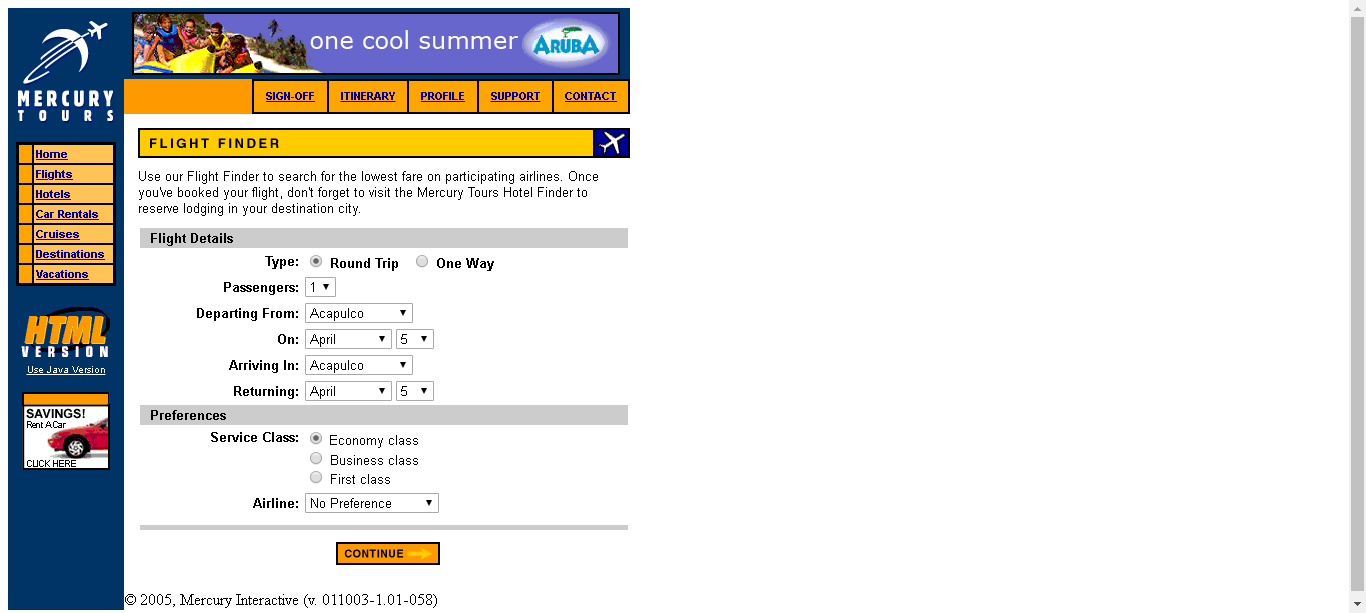 one cool summer ARUBA
MERCURY
TOURS
SIGN-OFF ITINERARY PROFILE SUPPORT CONTACT
Home
Flights
Hotels
Car Rentals
Cruises
Destinations
Vacations
HTML
VERSION
Use Java Version
SAVINGS!
Rent A Car
CLICK HERE
FLIGHT FINDER
Use our Flight Finder to search for the lowest fare on participating airlines. Once
you've booked your flight, don't forget to visit the Mercury Tours Hotel Finder to
reserve lodging in your destination city.
Flight Details
Type: Round Trip One Way
Passengers: 1
Departing From: Acapulco
On: April 5
Arriving In: Acapulco
Returning: April 5
Preferences
Service Class: Economy class
Business class
First class
Airline: No Preference
CONTINUE
© 2005, Mercury Interactive (v. 011003-1.01-058)